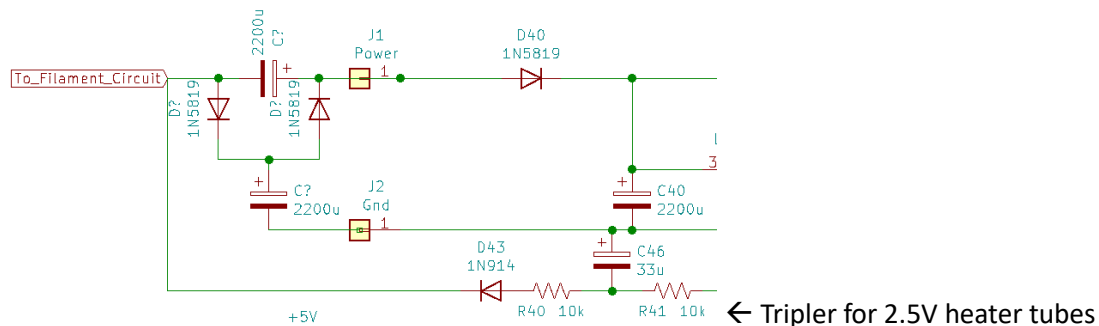 2200u
C?
J1
Power
1
D40
1N5819
To_Filament_Circuit
D?
1N5819
D?
1N5819
+
+
C?
2200u
J2
Gnd
1
3
+
C40
2200u
D43
1N914
+
C46
33u
+5V
R40 10k
R41 10k
← Tripler for 2.5V heater tubes